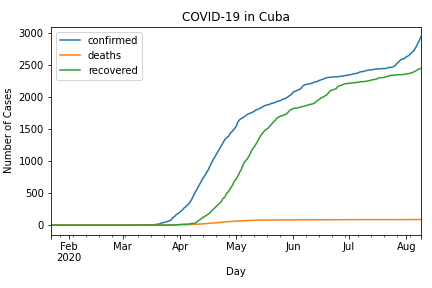 COVID-19 in Cuba
confirmed
deaths
recovered
3000
2500
2000
1500
1000
500
0
Number of Cases
Feb Mar Apr May Jun Jul Aug
2020
Day